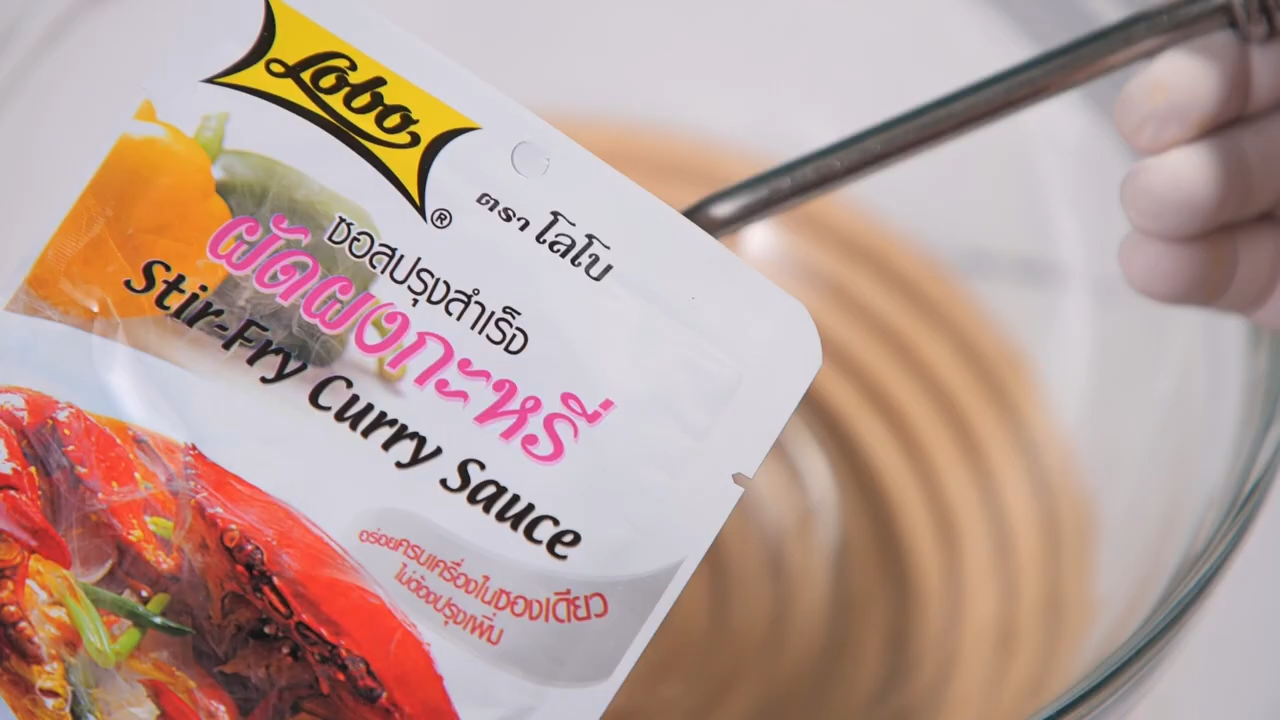 Lobo
®
ตรา โลโบ
ซอสปรุงสำเร็จ
ผัดผงกะหรี่
Stir-Fry Curry Sauce
อร่อยครบเครื่องในซองเดียว
ไม่ต้องปรุงเพิ่ม